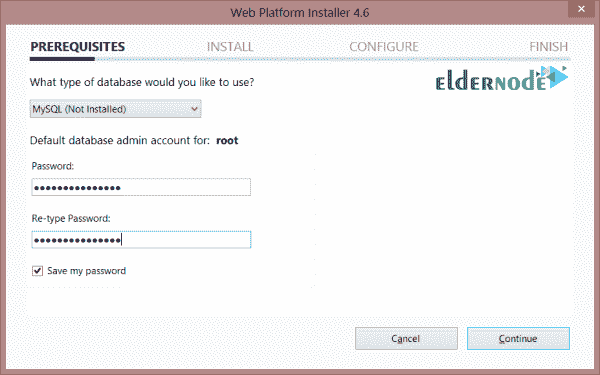 Web Platform Installer 4.6
PREREQUISITES INSTALL CONFIGURE FINISH
What type of database would you like to use?
ELDERNODE
MySQL (Not Installed)
Default database admin account for: root
Password:
•••••••••••••••
Re-type Password:
•••••••••••••••
Save my password
Cancel Continue